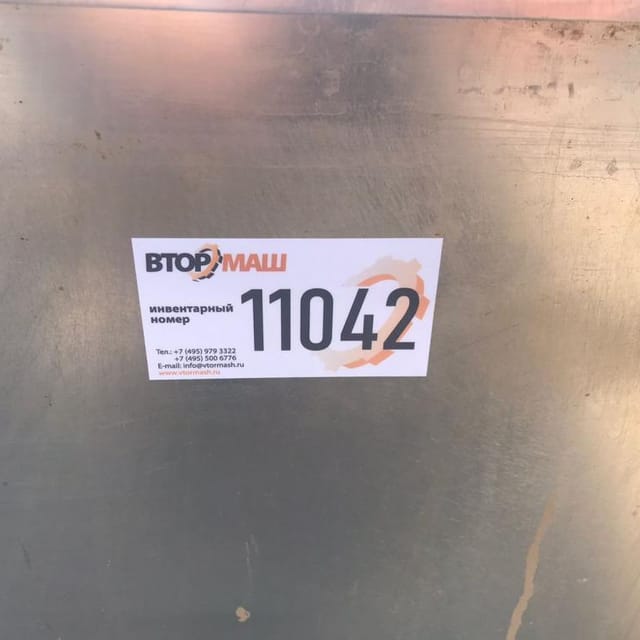 ВТОРМАШ
инвентарный
номер
11042
Тел.: +7 (495) 979 3322
+7 (495) 500 6776
E-mail: info@vtormash.ru
www.vtormash.ru